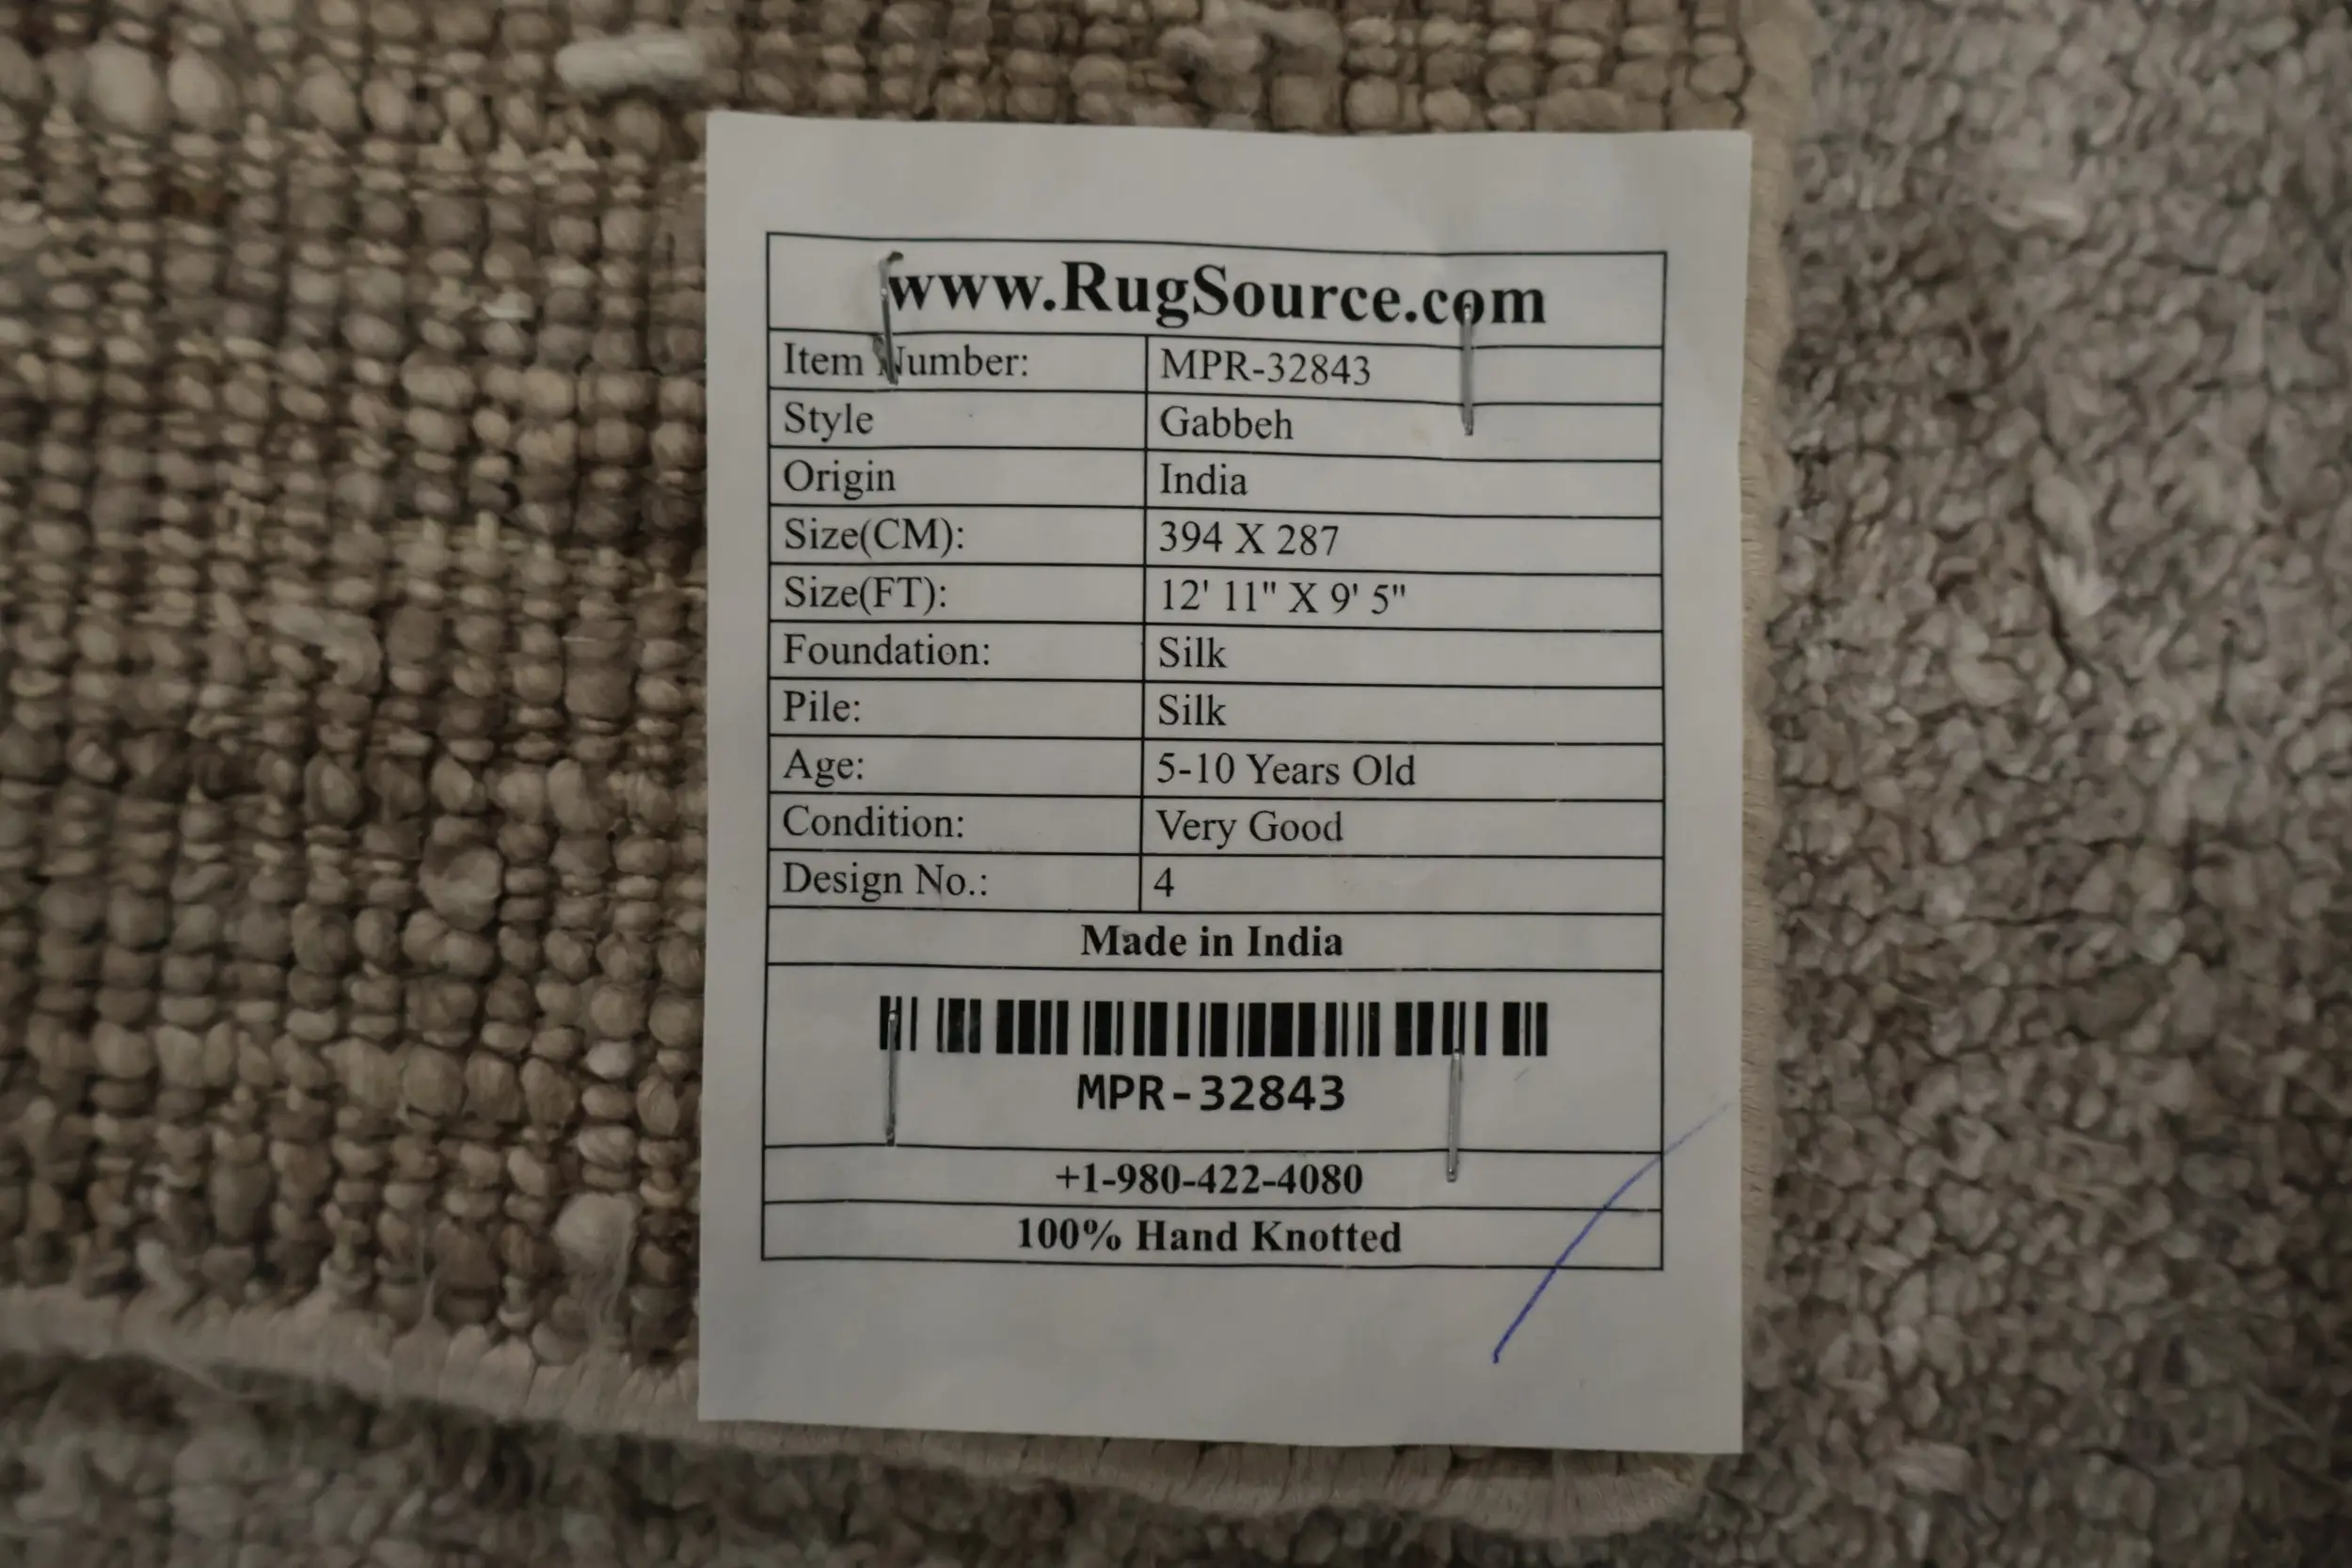 www.RugSource.com
Item Number: MPR-32843
Style Gabbeh
Origin India
Size(CM): 394 X 287
Size(FT): 12' 11" X 9' 5"
Foundation: Silk
Pile: Silk
Age: 5-10 Years Old
Condition: Very Good
Design No.: 4
Made in India
MPR-32843
+1-980-422-4080
100% Hand Knotted